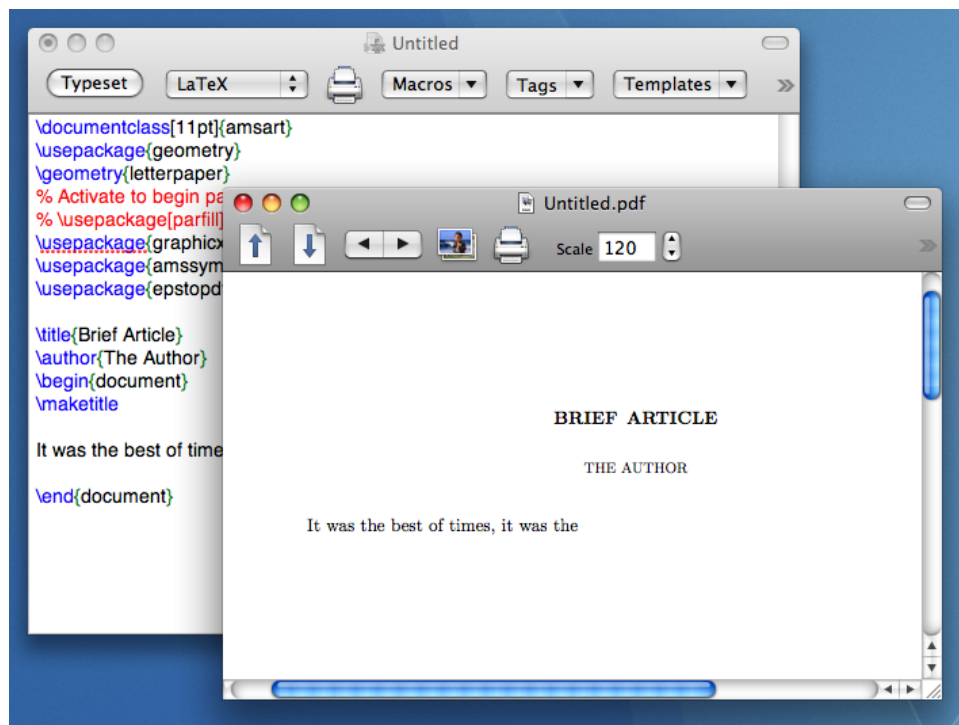 Untitled
Typeset LaTeX Macros Tags Templates
\documentclass[11pt]{amsart}
\usepackage{geometry}
\geometry{letterpaper}
% Activate to begin pa
% \usepackage[parfill]
\usepackage{graphicx
\usepackage{amssym
\usepackage{epstopd
\title{Brief Article}
\author{The Author}
\begin{document}
\maketitle
It was the best of time
\end{document}
Untitled.pdf
Scale 120
BRIEF ARTICLE
THE AUTHOR
It was the best of times, it was the